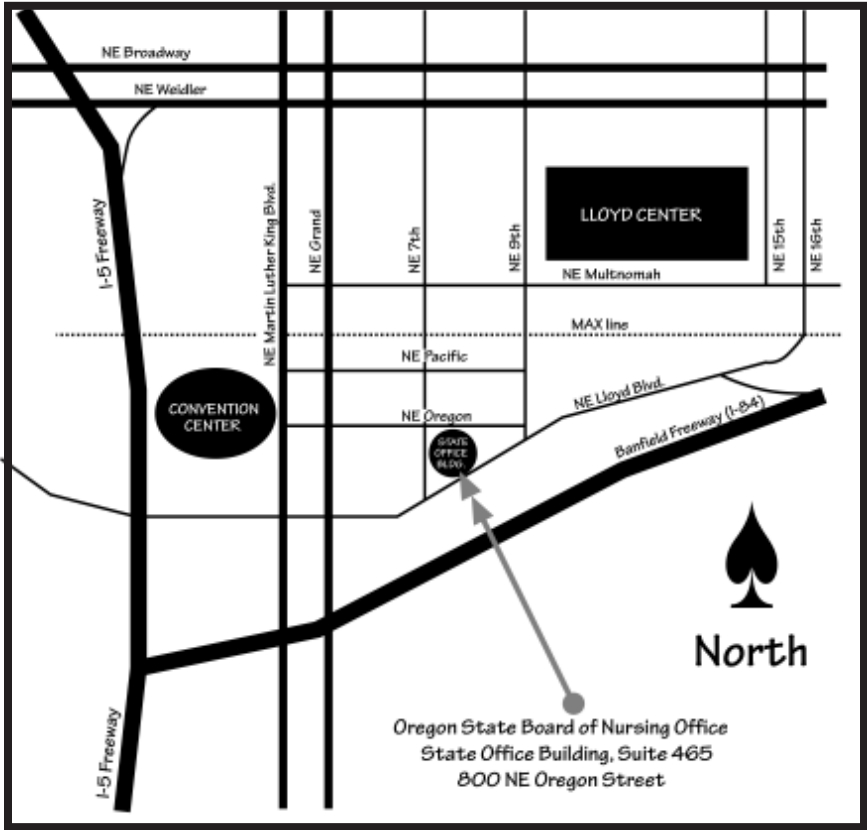 NE Broadway
NE Weidler
I-5 Freeway
NE Martin Luther King Blvd.
NE Grand
NE 7th
NE 9th
LLOYD CENTER
NE 15th
NE 16th
NE Multnomah
MAX line
NE Pacific
CONVENTION
CENTER
NE Oregon
NE Lloyd Blvd.
STATE
OFFICE
BLDG.
Banfield Freeway (I-84)
North
I-5 Freeway
Oregon State Board of Nursing Office
State Office Building, Suite 465
800 NE Oregon Street